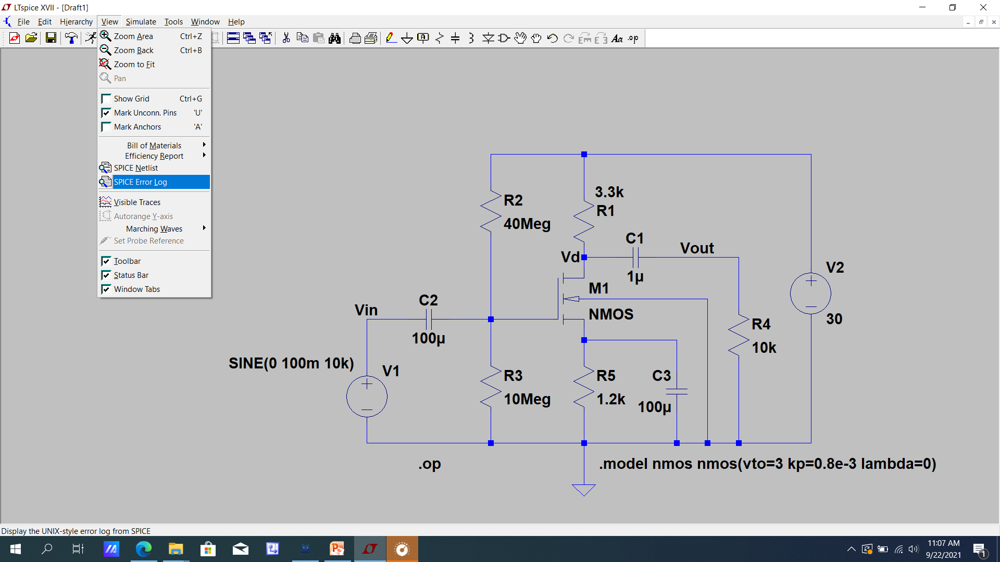 LTspice XVII - [Draft1]
File Edit Hierarchy View Simulate Tools Window Help
Zoom Area Ctrl+Z
Zoom Back Ctrl+B
Zoom to Fit
Pan
Show Grid Ctrl+G
Mark Unconn. Pins 'U'
Mark Anchors 'A'
Bill of Materials
Efficiency Report
SPICE Netlist
SPICE Error Log
Visible Traces
Autorange Y-axis
Marching Waves
Set Probe Reference
Toolbar
Status Bar
Window Tabs
Aa .op
R2
40Meg
3.3k
R1
C1
1µ
Vout
Vd
M1
NMOS
V2
30
Vin
C2
100µ
R4
10k
SINE(0 100m 10k)
V1
R3
10Meg
R5
1.2k
C3
100µ
.op
.model nmos nmos(vto=3 kp=0.8e-3 lambda=0)
Display the UNIX-style error log from SPICE
11:07 AM
9/22/2021
1